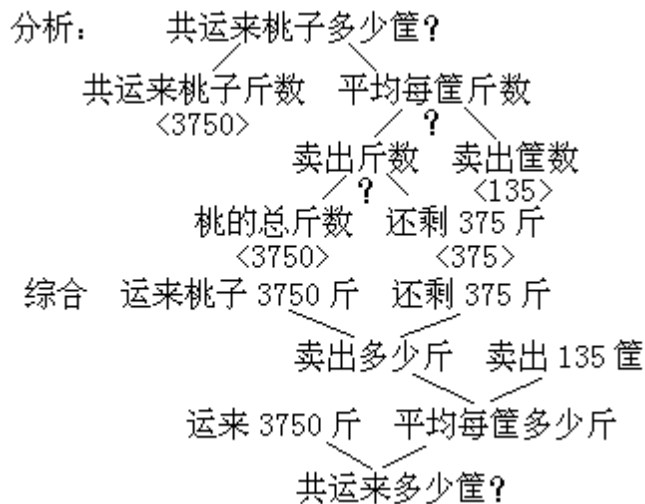 分析： 共运来桃子多少筐？
共运来桃子斤数 平均每筐斤数
<3750> ？
卖出斤数 卖出筐数
？ <135>
桃的总斤数 还剩 375 斤
<3750> <375>
综合 运来桃子 3750 斤 还剩 375 斤
卖出多少斤 卖出 135 筐
运来 3750 斤 平均每筐多少斤
共运来多少筐？